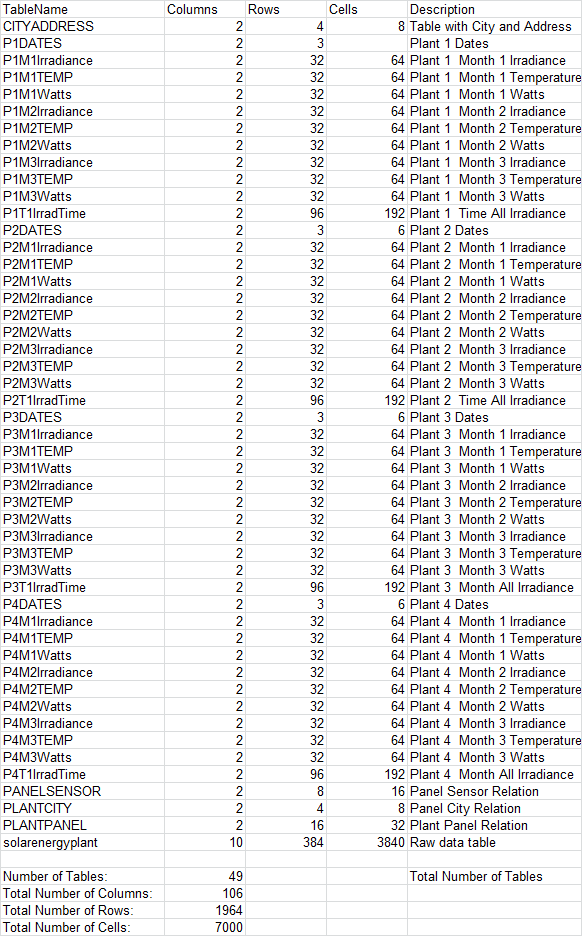 TableName Columns Rows Cells Description
CITYADDRESS 2 4 8 Table with City and Address
P1DATES 2 3 Plant 1 Dates
P1M1Irradiance 2 32 64 Plant 1 Month 1 Irradiance
P1M1TEMP 2 32 64 Plant 1 Month 1 Temperature
P1M1Watts 2 32 64 Plant 1 Month 1 Watts
P1M2Irradiance 2 32 64 Plant 1 Month 2 Irradiance
P1M2TEMP 2 32 64 Plant 1 Month 2 Temperature
P1M2Watts 2 32 64 Plant 1 Month 2 Watts
P1M3Irradiance 2 32 64 Plant 1 Month 3 Irradiance
P1M3TEMP 2 32 64 Plant 1 Month 3 Temperature
P1M3Watts 2 32 64 Plant 1 Month 3 Watts
P1T1IrradTime 2 96 192 Plant 1 Time All Irradiance
P2DATES 2 3 6 Plant 2 Dates
P2M1Irradiance 2 32 64 Plant 2 Month 1 Irradiance
P2M1TEMP 2 32 64 Plant 2 Month 1 Temperature
P2M1Watts 2 32 64 Plant 2 Month 1 Watts
P2M2Irradiance 2 32 64 Plant 2 Month 2 Irradiance
P2M2TEMP 2 32 64 Plant 2 Month 2 Temperature
P2M2Watts 2 32 64 Plant 2 Month 2 Watts
P2M3Irradiance 2 32 64 Plant 2 Month 3 Irradiance
P2M3TEMP 2 32 64 Plant 2 Month 3 Temperature
P2M3Watts 2 32 64 Plant 2 Month 3 Watts
P2T1IrradTime 2 96 192 Plant 2 Time All Irradiance
P3DATES 2 3 6 Plant 3 Dates
P3M1Irradiance 2 32 64 Plant 3 Month 1 Irradiance
P3M1TEMP 2 32 64 Plant 3 Month 1 Temperature
P3M1Watts 2 32 64 Plant 3 Month 1 Watts
P3M2Irradiance 2 32 64 Plant 3 Month 2 Irradiance
P3M2TEMP 2 32 64 Plant 3 Month 2 Temperature
P3M2Watts 2 32 64 Plant 3 Month 2 Watts
P3M3Irradiance 2 32 64 Plant 3 Month 3 Irradiance
P3M3TEMP 2 32 64 Plant 3 Month 3 Temperature
P3M3Watts 2 32 64 Plant 3 Month 3 Watts
P3T1IrradTime 2 96 192 Plant 3 Month All Irradiance
P4DATES 2 3 6 Plant 4 Dates
P4M1Irradiance 2 32 64 Plant 4 Month 1 Irradiance
P4M1TEMP 2 32 64 Plant 4 Month 1 Temperature
P4M1Watts 2 32 64 Plant 4 Month 1 Watts
P4M2Irradiance 2 32 64 Plant 4 Month 2 Irradiance
P4M2TEMP 2 32 64 Plant 4 Month 2 Temperature
P4M2Watts 2 32 64 Plant 4 Month 2 Watts
P4M3Irradiance 2 32 64 Plant 4 Month 3 Irradiance
P4M3TEMP 2 32 64 Plant 4 Month 3 Temperature
P4M3Watts 2 32 64 Plant 4 Month 3 Watts
P4T1IrradTime 2 96 192 Plant 4 Month All Irradiance
PANELSENSOR 2 8 16 Panel Sensor Relation
PLANTCITY 2 4 8 Panel City Relation
PLANTPANEL 2 16 32 Plant Panel Relation
solarenergyplant 10 384 3840 Raw data table
Number of Tables: 49 Total Number of Tables
Total Number of Columns: 106
Total Number of Rows: 1964
Total Number of Cells: 7000